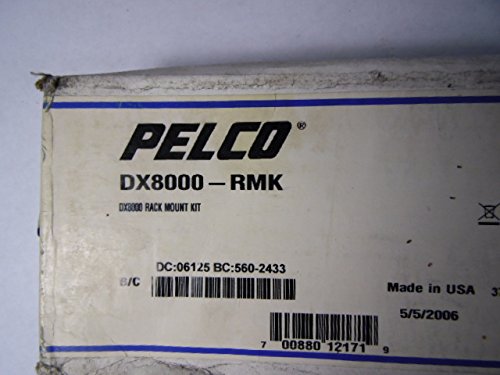 PELCO®
DX8000 – RMK
DX8000 RACK MOUNT KIT
DC:06125 BC:560-2433
B/C
Made in USA
5/5/2006
7 00880 12171 9